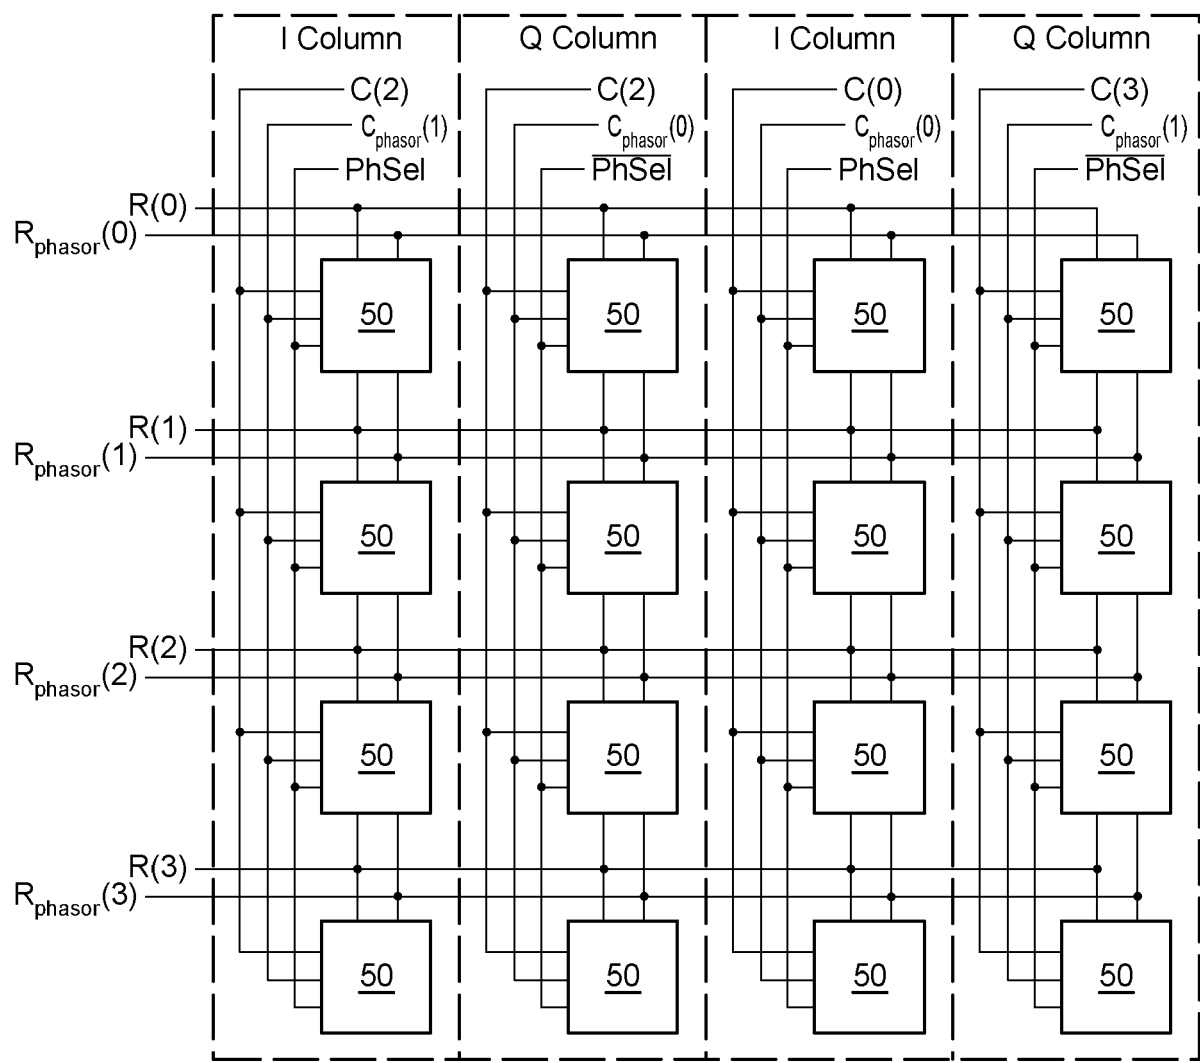 I Column Q Column I Column Q Column
C(2) C(2) C(0) C(3)
Cphasor(1) Cphasor(0) Cphasor(0) Cphasor(1)
PhSel P̅h̅S̅e̅l̅ PhSel P̅h̅S̅e̅l̅
R(0)
Rphasor(0)
50 50 50 50
R(1)
Rphasor(1)
50 50 50 50
R(2)
Rphasor(2)
50 50 50 50
R(3)
Rphasor(3)
50 50 50 50